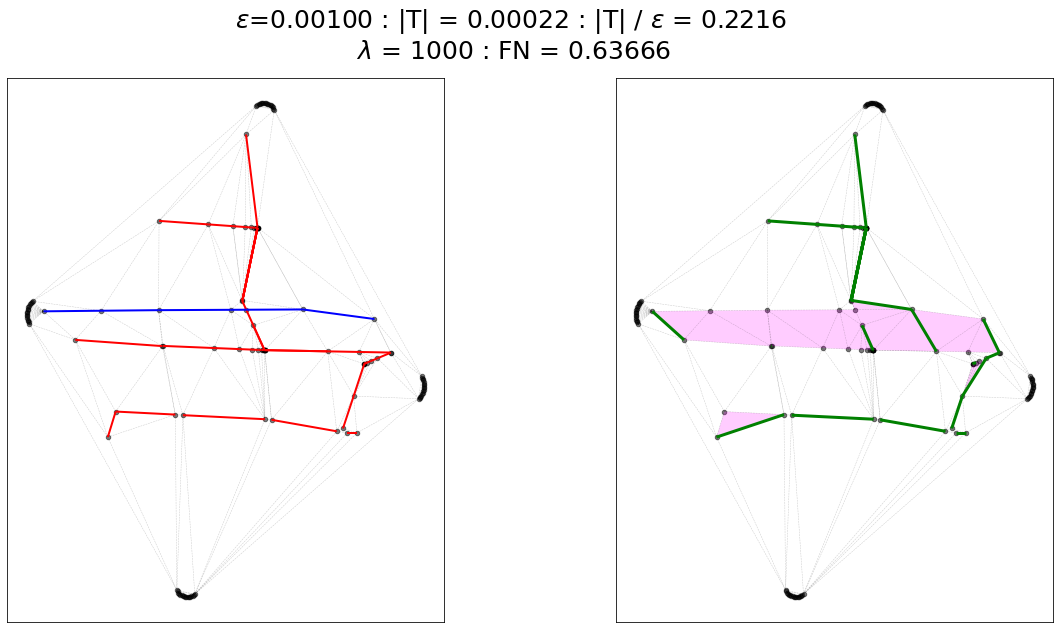 ε=0.00100 : |T| = 0.00022 : |T| / ε = 0.2216
λ = 1000 : FN = 0.63666